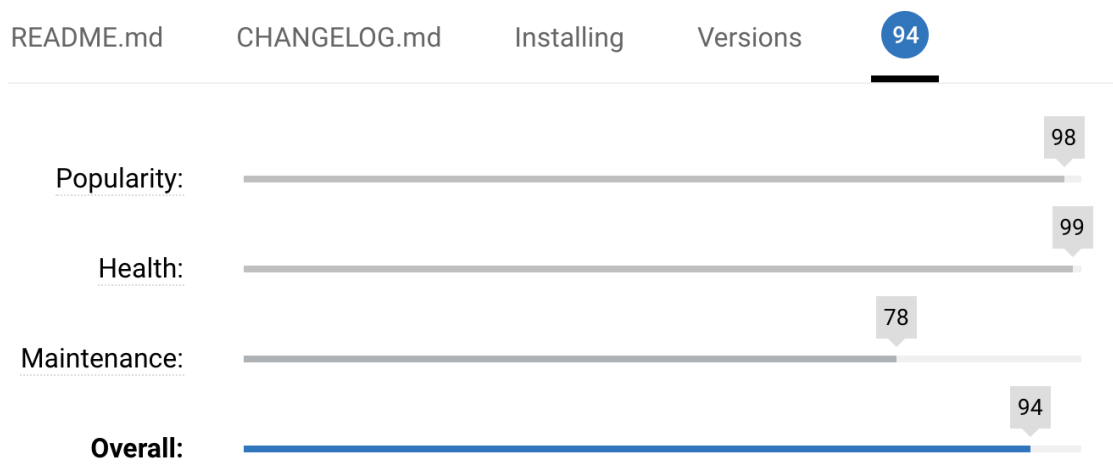 README.md CHANGELOG.md Installing Versions 94
98
Popularity:
99
Health:
78
Maintenance:
94
Overall: